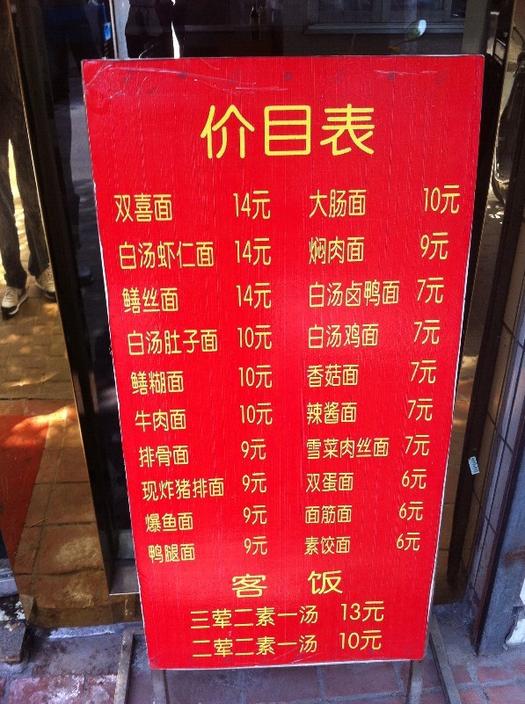 价目表
双喜面 14元 大肠面 10元
白汤虾仁面 14元 焖肉面 9元
鳝丝面 14元 白汤卤鸭面 7元
白汤肚子面 10元 白汤鸡面 7元
鳝糊面 10元 香菇面 7元
牛肉面 10元 辣酱面 7元
排骨面 9元 雪菜肉丝面 7元
现炸猪排面 9元 双蛋面 6元
爆鱼面 9元 面筋面 6元
鸭腿面 9元 素饺面 6元
客饭
三荤二素一汤 13元
二荤二素一汤 10元